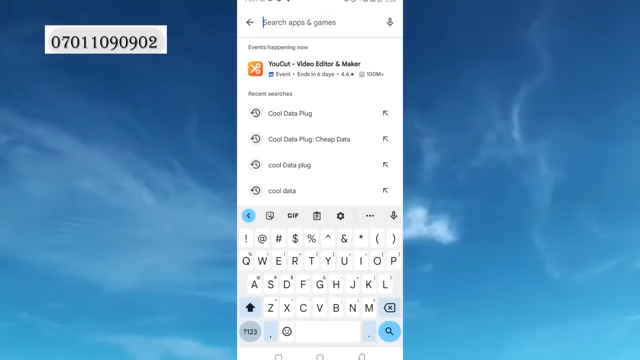 07011090902
Search apps & games
Events happening now
YouCut - Video Editor & Maker
Event • Ends in 6 days • 4.6 ★ 100M+
Recent searches
Cool Data Plug
Cool Data Plug: Cheap Data
cool Data plug
cool data
GIF
! @ # $ % ^ & * ( )
Q W E R T Y U I O P
A S D F G H J K L
Z X C V B N M
?123 , .